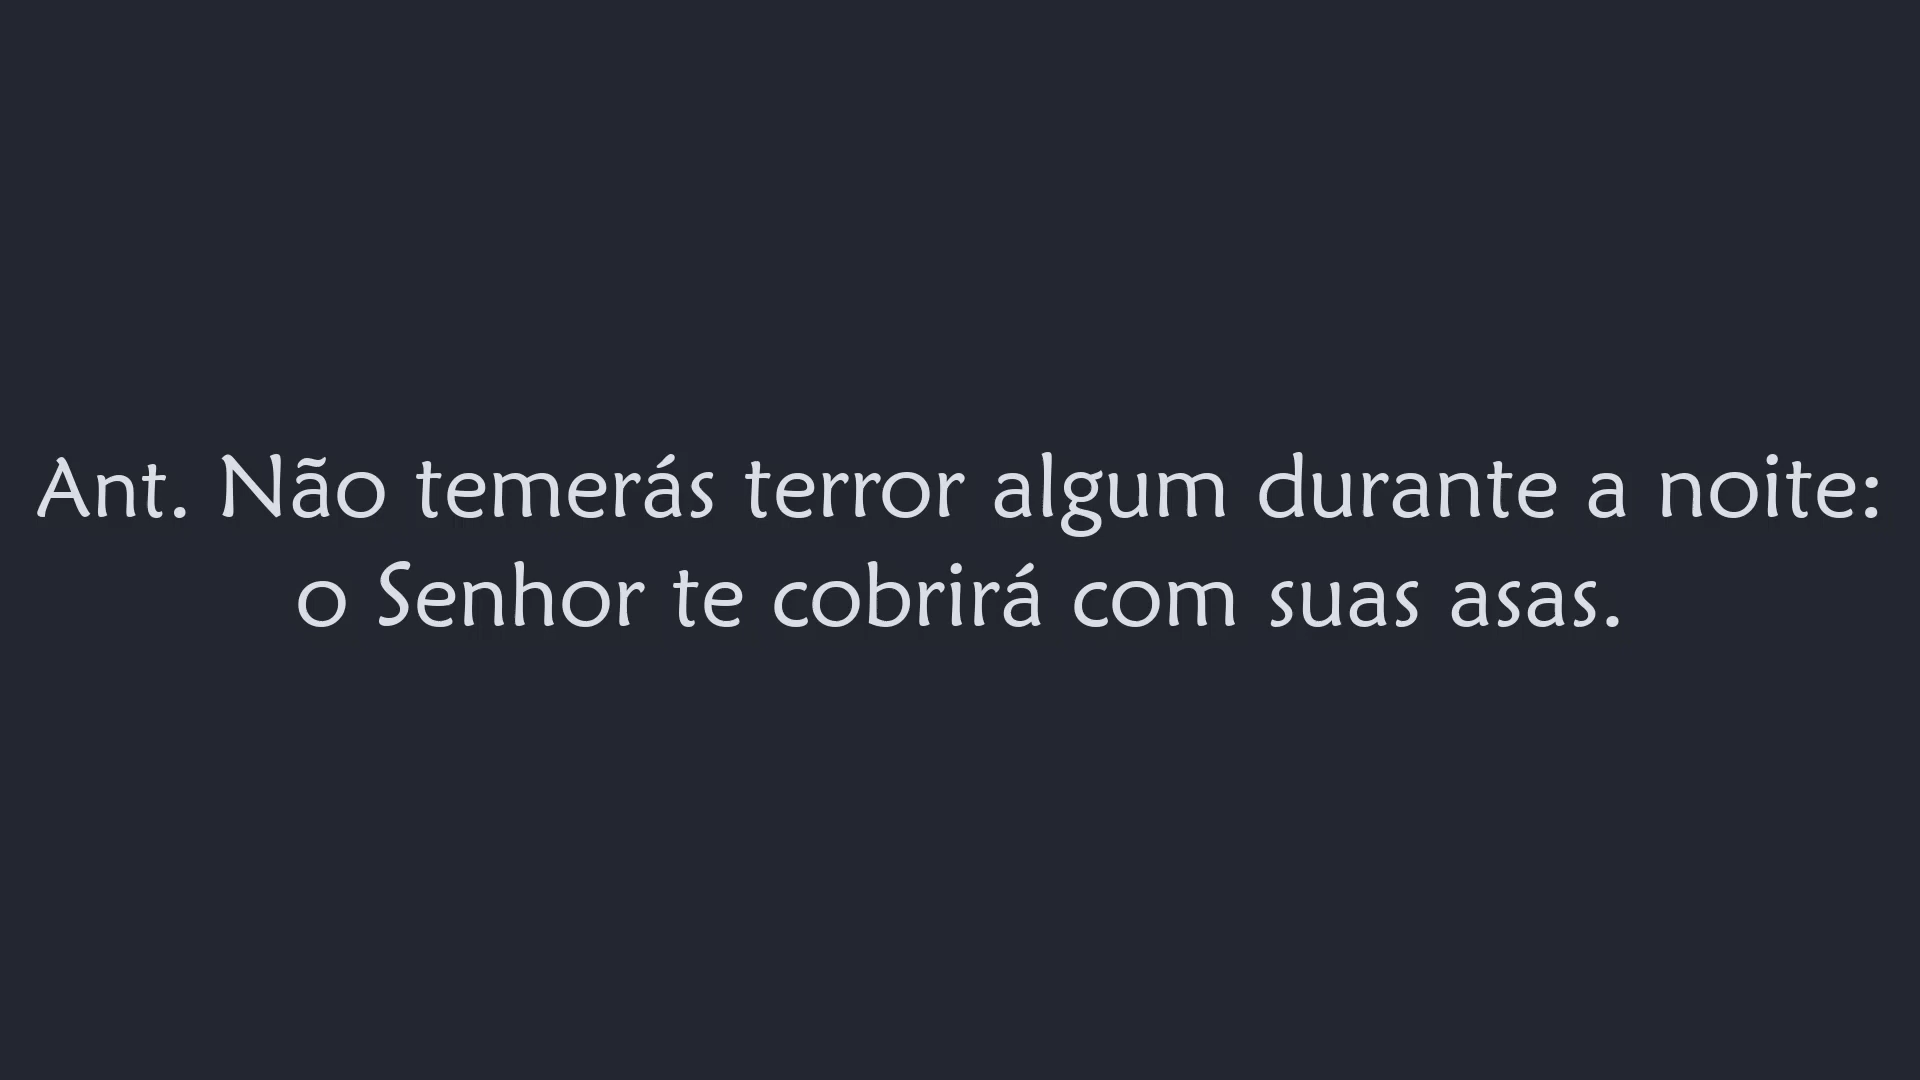 Ant. Não temerás terror algum durante a noite:
o Senhor te cobrirá com suas asas.